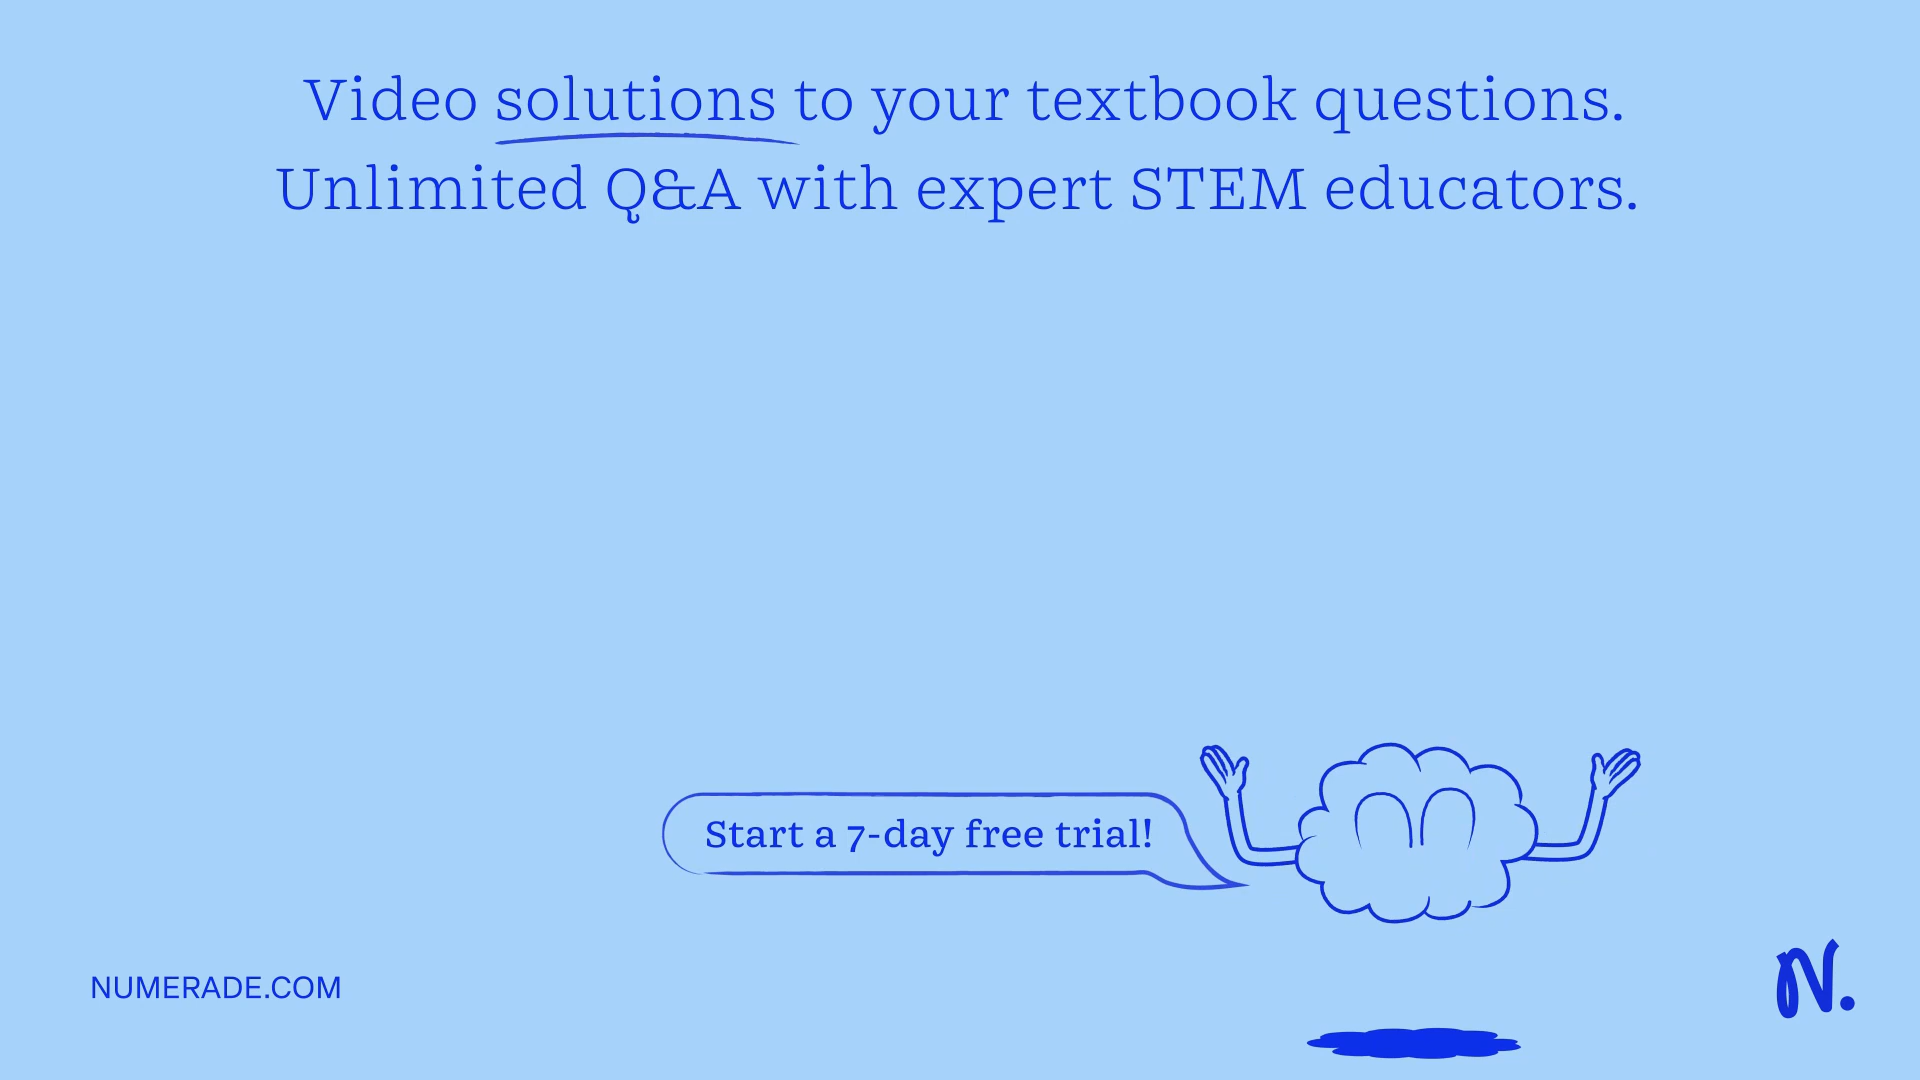 Video solutions to your textbook questions.
Unlimited Q&A with expert STEM educators.
Start a 7-day free trial!
NUMERADE.COM
N.